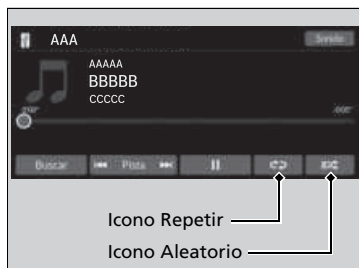 AAA
Sonido
AAAAA
BBBBB
CCCCC
Buscar Pista
Icono Repetir
Icono Aleatorio